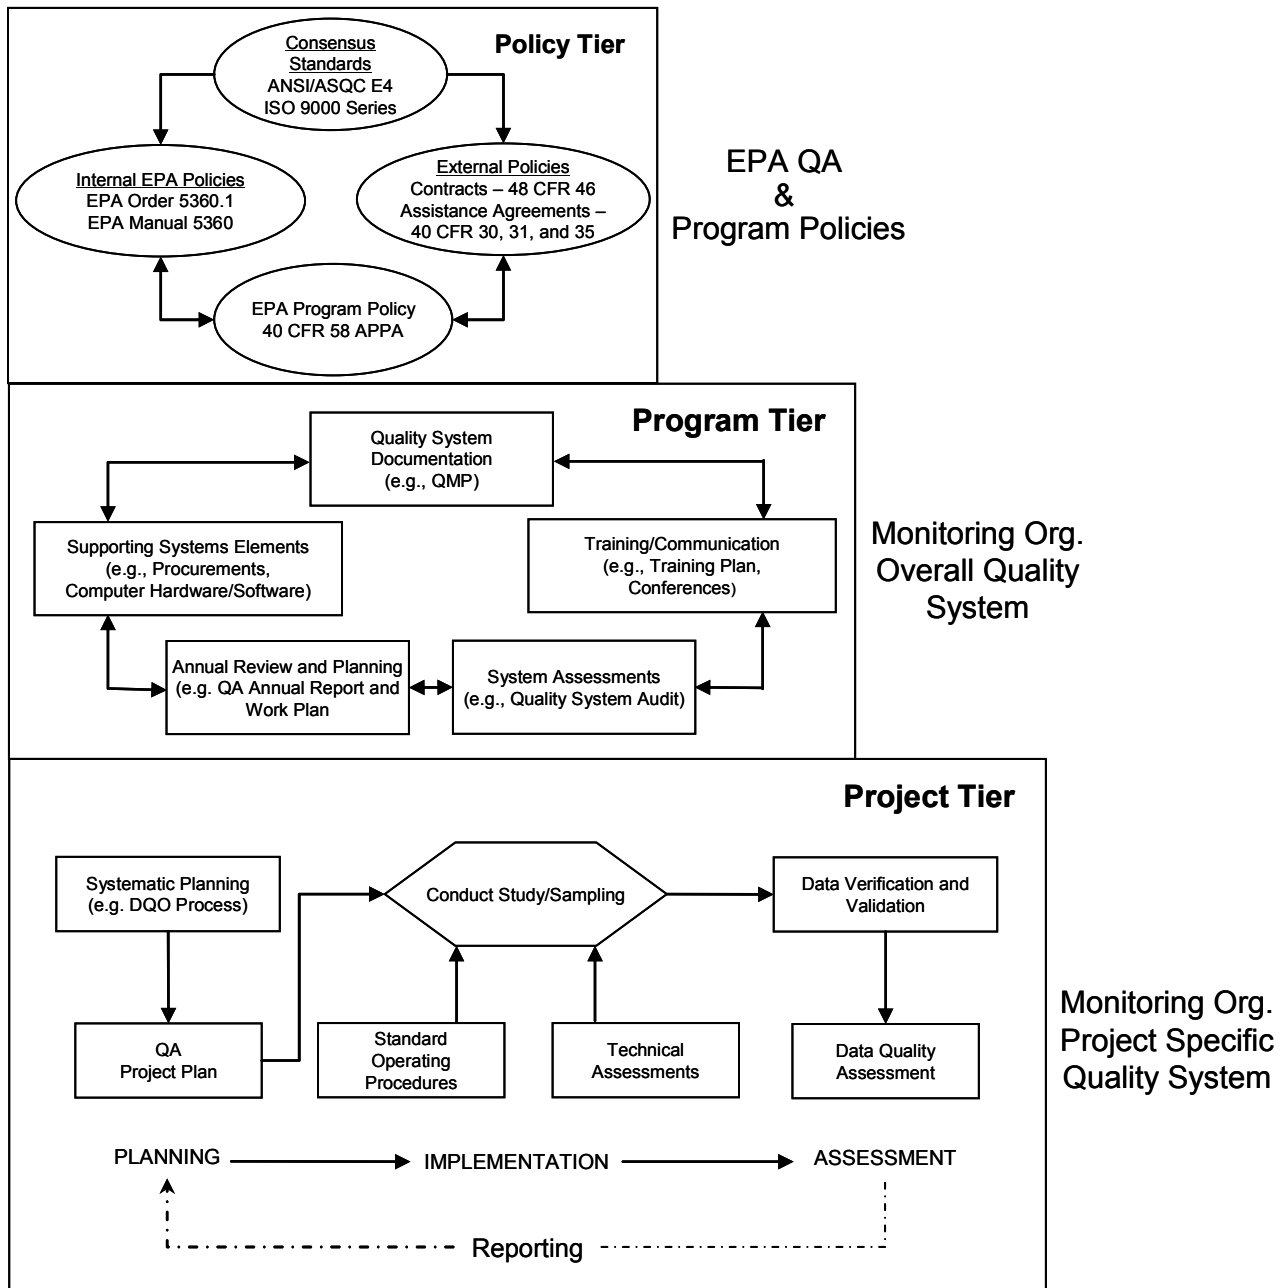 Policy Tier
Consensus
Standards
ANSI/ASQC E4
ISO 9000 Series
Internal EPA Policies
EPA Order 5360.1
EPA Manual 5360
External Policies
Contracts – 48 CFR 46
Assistance Agreements –
40 CFR 30, 31, and 35
EPA Program Policy
40 CFR 58 APPA
EPA QA
&
Program Policies
Program Tier
Quality System
Documentation
(e.g., QMP)
Supporting Systems Elements
(e.g., Procurements,
Computer Hardware/Software)
Training/Communication
(e.g., Training Plan,
Conferences)
Annual Review and Planning
(e.g. QA Annual Report and
Work Plan
System Assessments
(e.g., Quality System Audit)
Monitoring Org.
Overall Quality
System
Project Tier
Systematic Planning
(e.g. DQO Process)
Conduct Study/Sampling
Data Verification and
Validation
QA
Project Plan
Standard
Operating
Procedures
Technical
Assessments
Data Quality
Assessment
Monitoring Org.
Project Specific
Quality System
PLANNING
IMPLEMENTATION
ASSESSMENT
Reporting